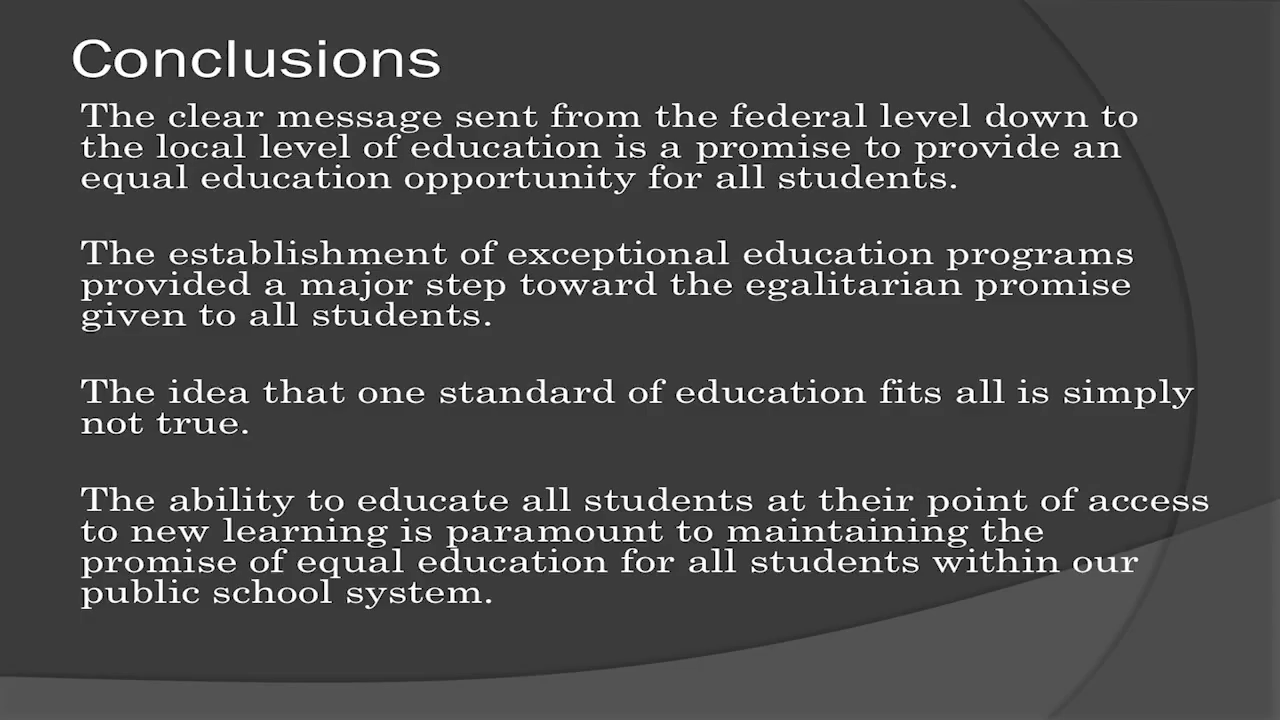 Conclusions
The clear message sent from the federal level down to
the local level of education is a promise to provide an
equal education opportunity for all students.
The establishment of exceptional education programs
provided a major step toward the egalitarian promise
given to all students.
The idea that one standard of education fits all is simply
not true.
The ability to educate all students at their point of access
to new learning is paramount to maintaining the
promise of equal education for all students within our
public school system.